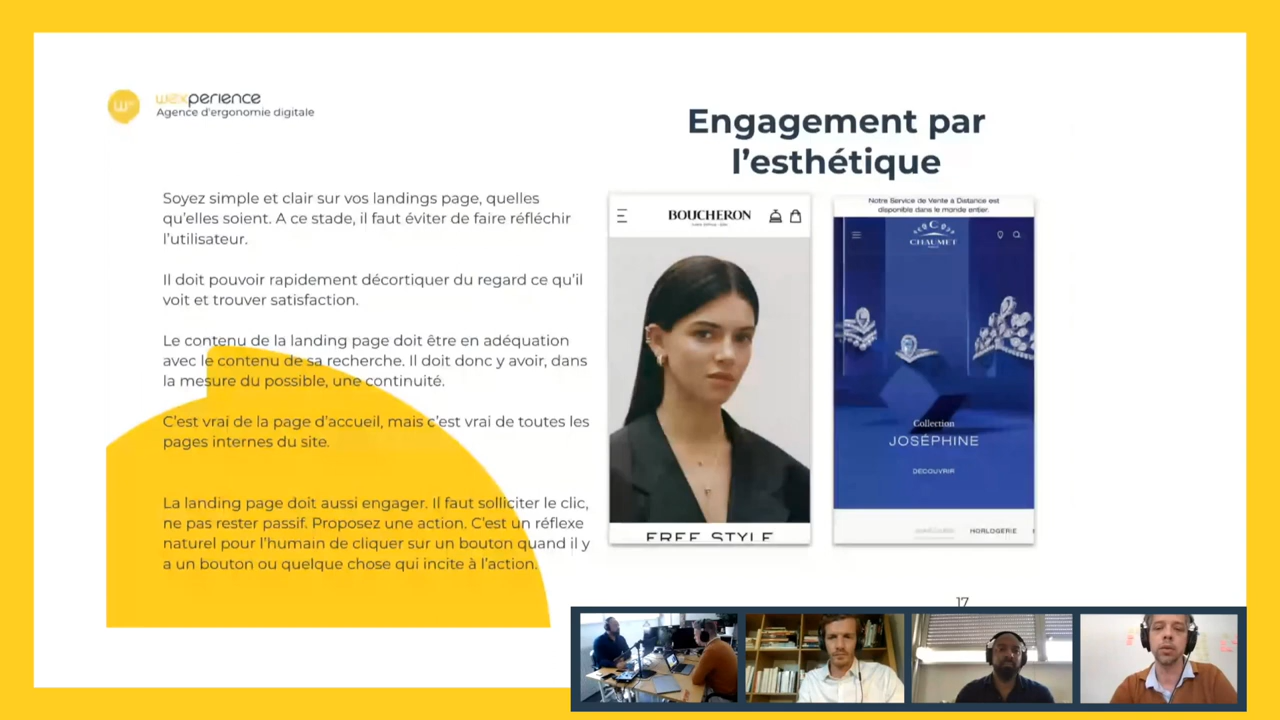 w
wexperience
Agence d'ergonomie digitale
Engagement par
l'esthétique
Soyez simple et clair sur vos landings page, quelles
qu'elles soient. A ce stade, il faut éviter de faire réfléchir
l'utilisateur.
Il doit pouvoir rapidement décortiquer du regard ce qu'il
voit et trouver satisfaction.
Le contenu de la landing page doit être en adéquation
avec le contenu de sa recherche. Il doit donc y avoir, dans
la mesure du possible, une continuité.
C'est vrai de la page d'accueil, mais c'est vrai de toutes les
pages internes du site.
La landing page doit aussi engager. Il faut solliciter le clic,
ne pas rester passif. Proposez une action. C'est un réflexe
naturel pour l'humain de cliquer sur un bouton quand il y
a un bouton ou quelque chose qui incite à l'action.
BOUCHERON
FREE STYLE
Notre Service de Vente à Distance est
disponible dans le monde entier.
CHAUMET
Collection
JOSÉPHINE
DÉCOUVRIR
HORLOGERIE
17